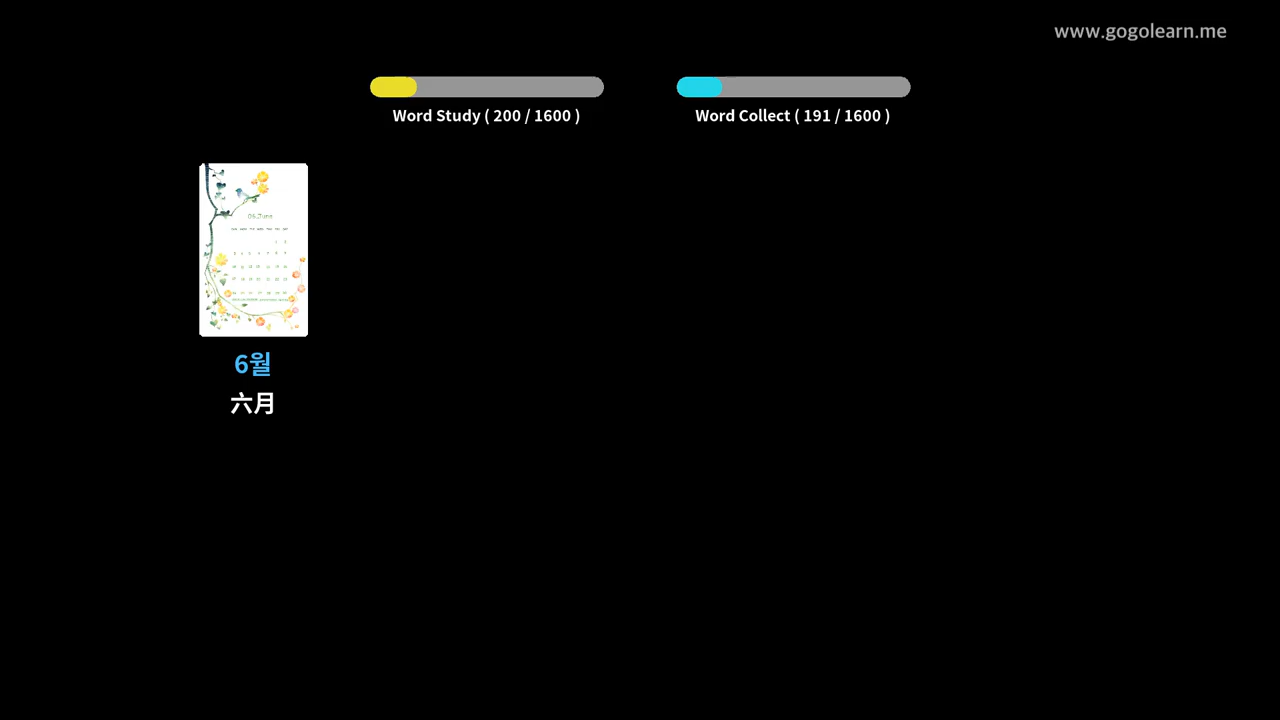 www.gogolearn.me
Word Study ( 200 / 1600 )
Word Collect ( 191 / 1600 )
06.June
6월
六月